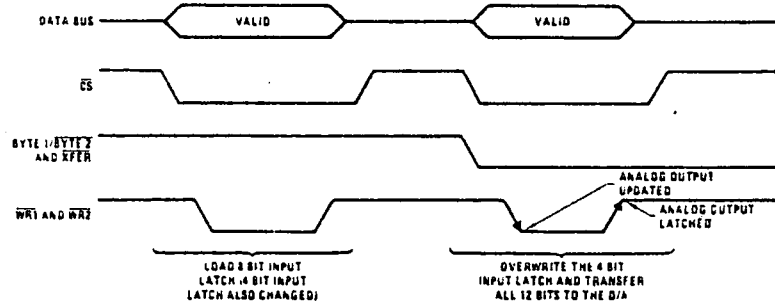 DATA BUS
VALID
VALID
CS
BYTE 1/BYTE 2
AND XFER
ANALOG OUTPUT
UPDATED
WR1 AND WR2
ANALOG OUTPUT
LATCHED
LOAD 8 BIT INPUT
LATCH (4 BIT INPUT
LATCH ALSO CHANGED)
OVERWRITE THE 4 BIT
INPUT LATCH AND TRANSFER
ALL 12 BITS TO THE D/A